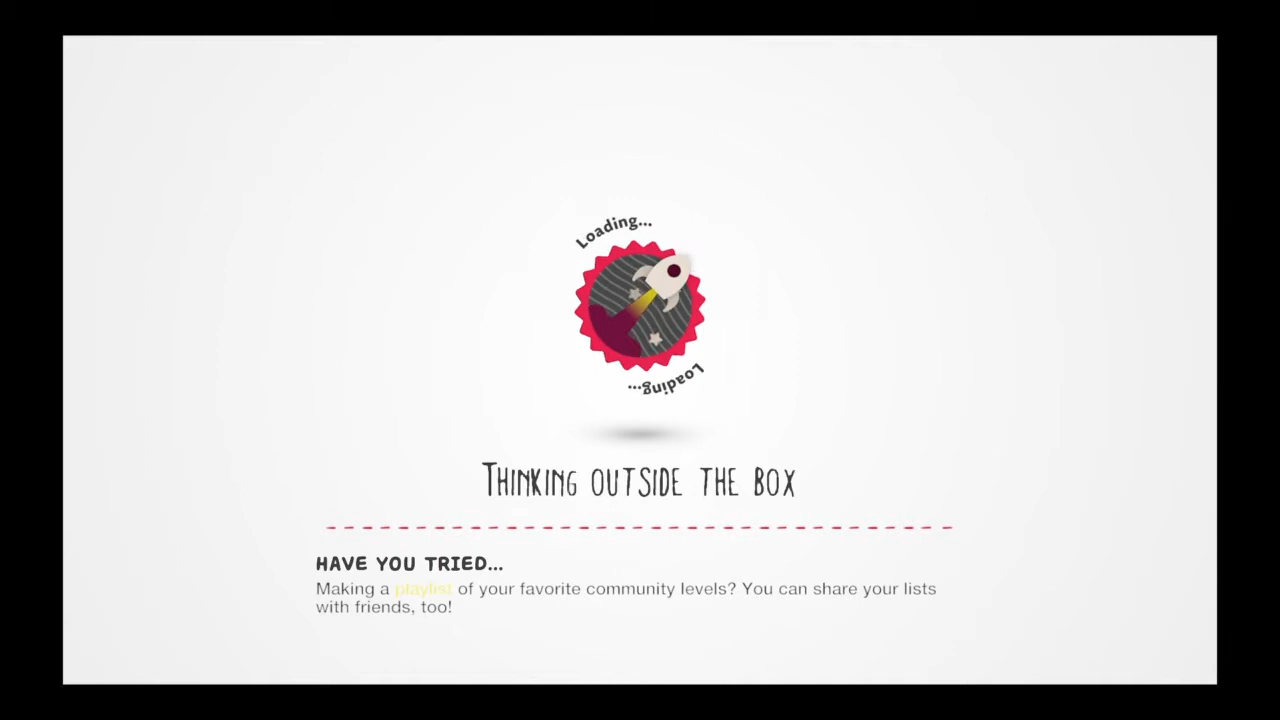 Loading...
Loading...
THINKING OUTSIDE THE BOX
HAVE YOU TRIED...
Making a playlist of your favorite community levels? You can share your lists
with friends, too!